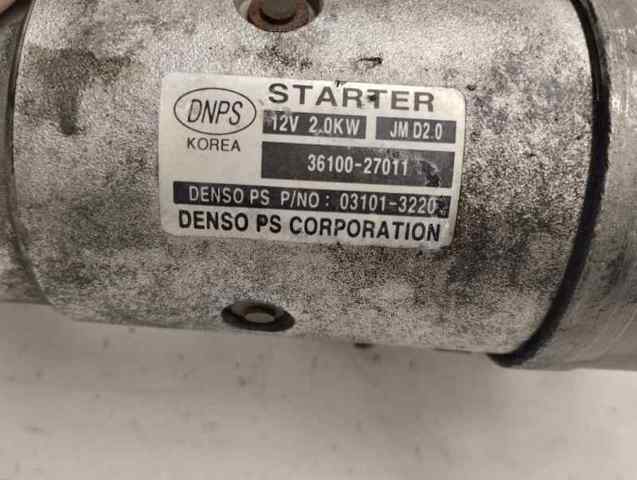 STARTER
DNPS
KOREA
12V 2.0KW JM D2.0
36100-27011
DENSO PS P/NO : 03101-3220
DENSO PS CORPORATION